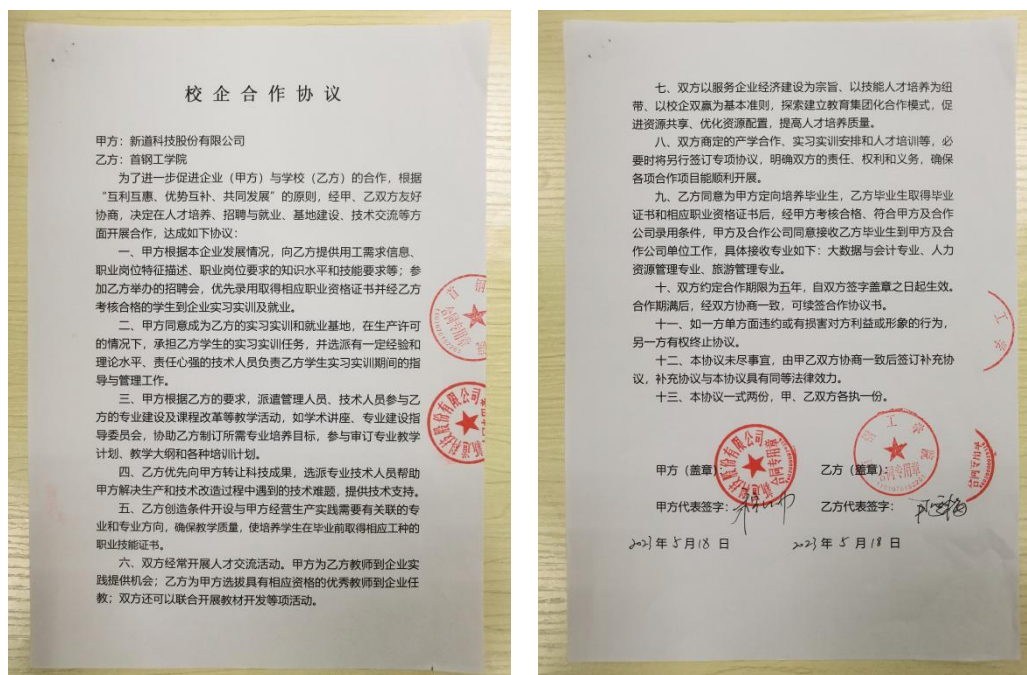 校企合作协议
甲方：新道科技股份有限公司
乙方：首钢工学院
为了进一步促进企业（甲方）与学校（乙方）的合作，根据
“互利互惠、优势互补、共同发展”的原则，经甲、乙双方友好
协商，决定在人才培养、招聘与就业、基地建设、技术交流等方
面开展合作，达成如下协议：
一、甲方根据本企业发展情况，向乙方提供用工需求信息、
职业岗位特征描述、职业岗位要求的知识水平和技能要求等；参
加乙方举办的招聘会，优先录用取得相应职业资格证书并经乙方
考核合格的学生到企业实习实训及就业。
二、甲方同意成为乙方的实习实训和就业基地，在生产许可
的情况下，承担乙方学生的实习实训任务，并选派有一定经验和
理论水平、责任心强的技术人员负责乙方学生实习实训期间的指
导与管理工作。
三、甲方根据乙方的要求，派遣管理人员、技术人员参与乙
方的专业建设及课程改革等教学活动，如学术讲座、专业建设指
导委员会，协助乙方制订所需专业培养目标，参与审订专业教学
计划、教学大纲和各种培训计划。
四、乙方优先向甲方转让科技成果，选派专业技术人员帮助
甲方解决生产和技术改造过程中遇到的技术难题，提供技术支持。
五、乙方创造条件开设与甲方经营生产实践需要有关联的专
业和专业方向，确保教学质量，使培养学生在毕业前取得相应工种的
职业技能证书。
六、双方经常开展人才交流活动。甲方为乙方教师到企业实
践提供机会；乙方为甲方选拔具有相应资格的优秀教师到企业任
教；双方还可以联合开展教材开发等项活动。
七、双方以服务企业经济建设为宗旨、以技能人才培养为纽
带、以校企双赢为基本准则，探索建立教育集团化合作模式，促
进资源共享、优化资源配置，提高人才培养质量。
八、双方商定的产学合作、实习实训安排和人才培训等，必
要时将另行签订专项协议，明确双方的责任、权利和义务，确保
各项合作项目能顺利开展。
九、乙方同意为甲方定向培养毕业生，乙方毕业生取得毕业
证书和相应职业资格证书后，经甲方考核合格、符合甲方及合作
公司录用条件，甲方及合作公司同意接收乙方毕业生到甲方及合
作公司单位工作，具体接收专业如下：大数据与会计专业、人力
资源管理专业、旅游管理专业。
十、双方约定合作期限为五年，自双方签字盖章之日起生效。
合作期满后，经双方协商一致，可续签合作协议书。
十一、如一方单方面违约或有损害对方利益或形象的行为，
另一方有权终止协议。
十二、本协议未尽事宜，由甲乙双方协商一致后签订补充协
议，补充协议与本协议具有同等法律效力。
十三、本协议一式两份，甲、乙双方各执一份。
甲方（盖章）： 乙方（盖章）：
甲方代表签字： 乙方代表签字：
2023年5月18日 2023年5月18日
科技股份有限公司
合同专用章
工学院
合同专用章